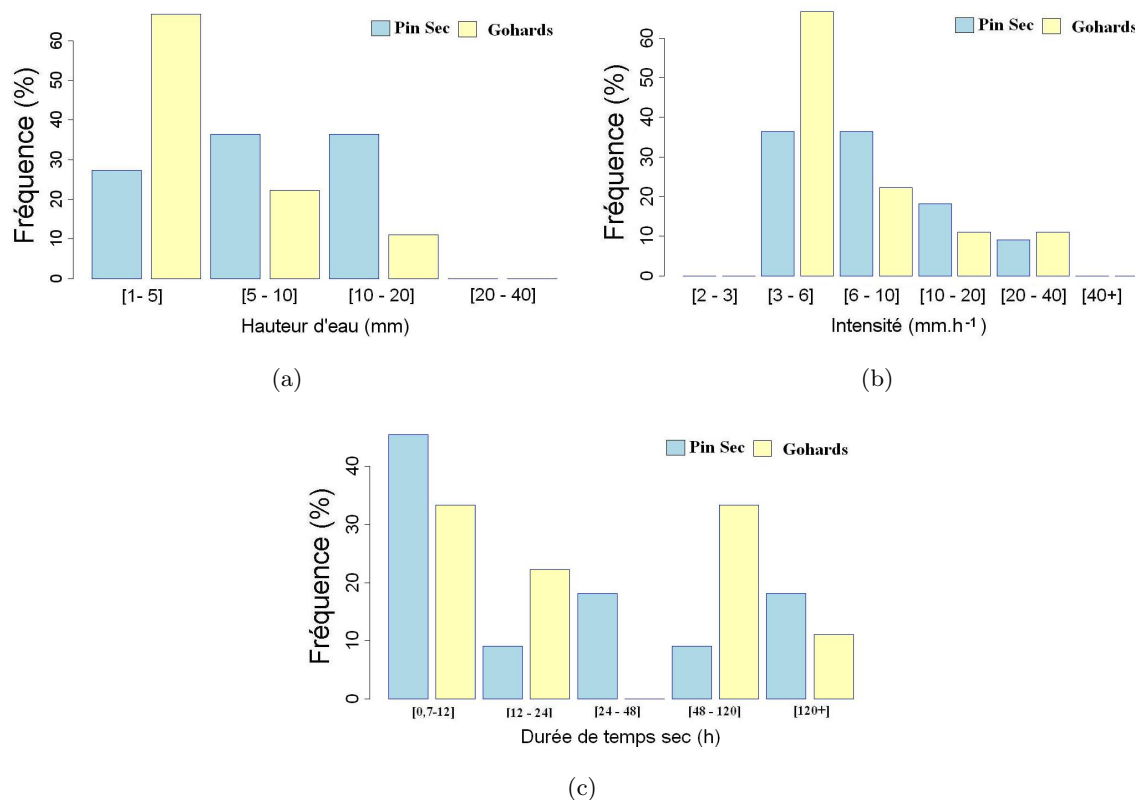 Pin Sec Gohards
Fréquence (%)
0 10 20 30 40 50 60
[1- 5] [5 - 10] [10 - 20] [20 - 40]
Hauteur d'eau (mm)
(a)
Pin Sec Gohards
Fréquence (%)
0 10 20 30 40 50 60
[2 - 3] [3 - 6] [6 - 10] [10 - 20] [20 - 40] [40+]
Intensité (mm.h⁻¹)
(b)
Pin Sec Gohards
Fréquence (%)
0 10 20 30 40
[0,7-12] [12 - 24] [24 - 48] [48 - 120] [120+]
Durée de temps sec (h)
(c)